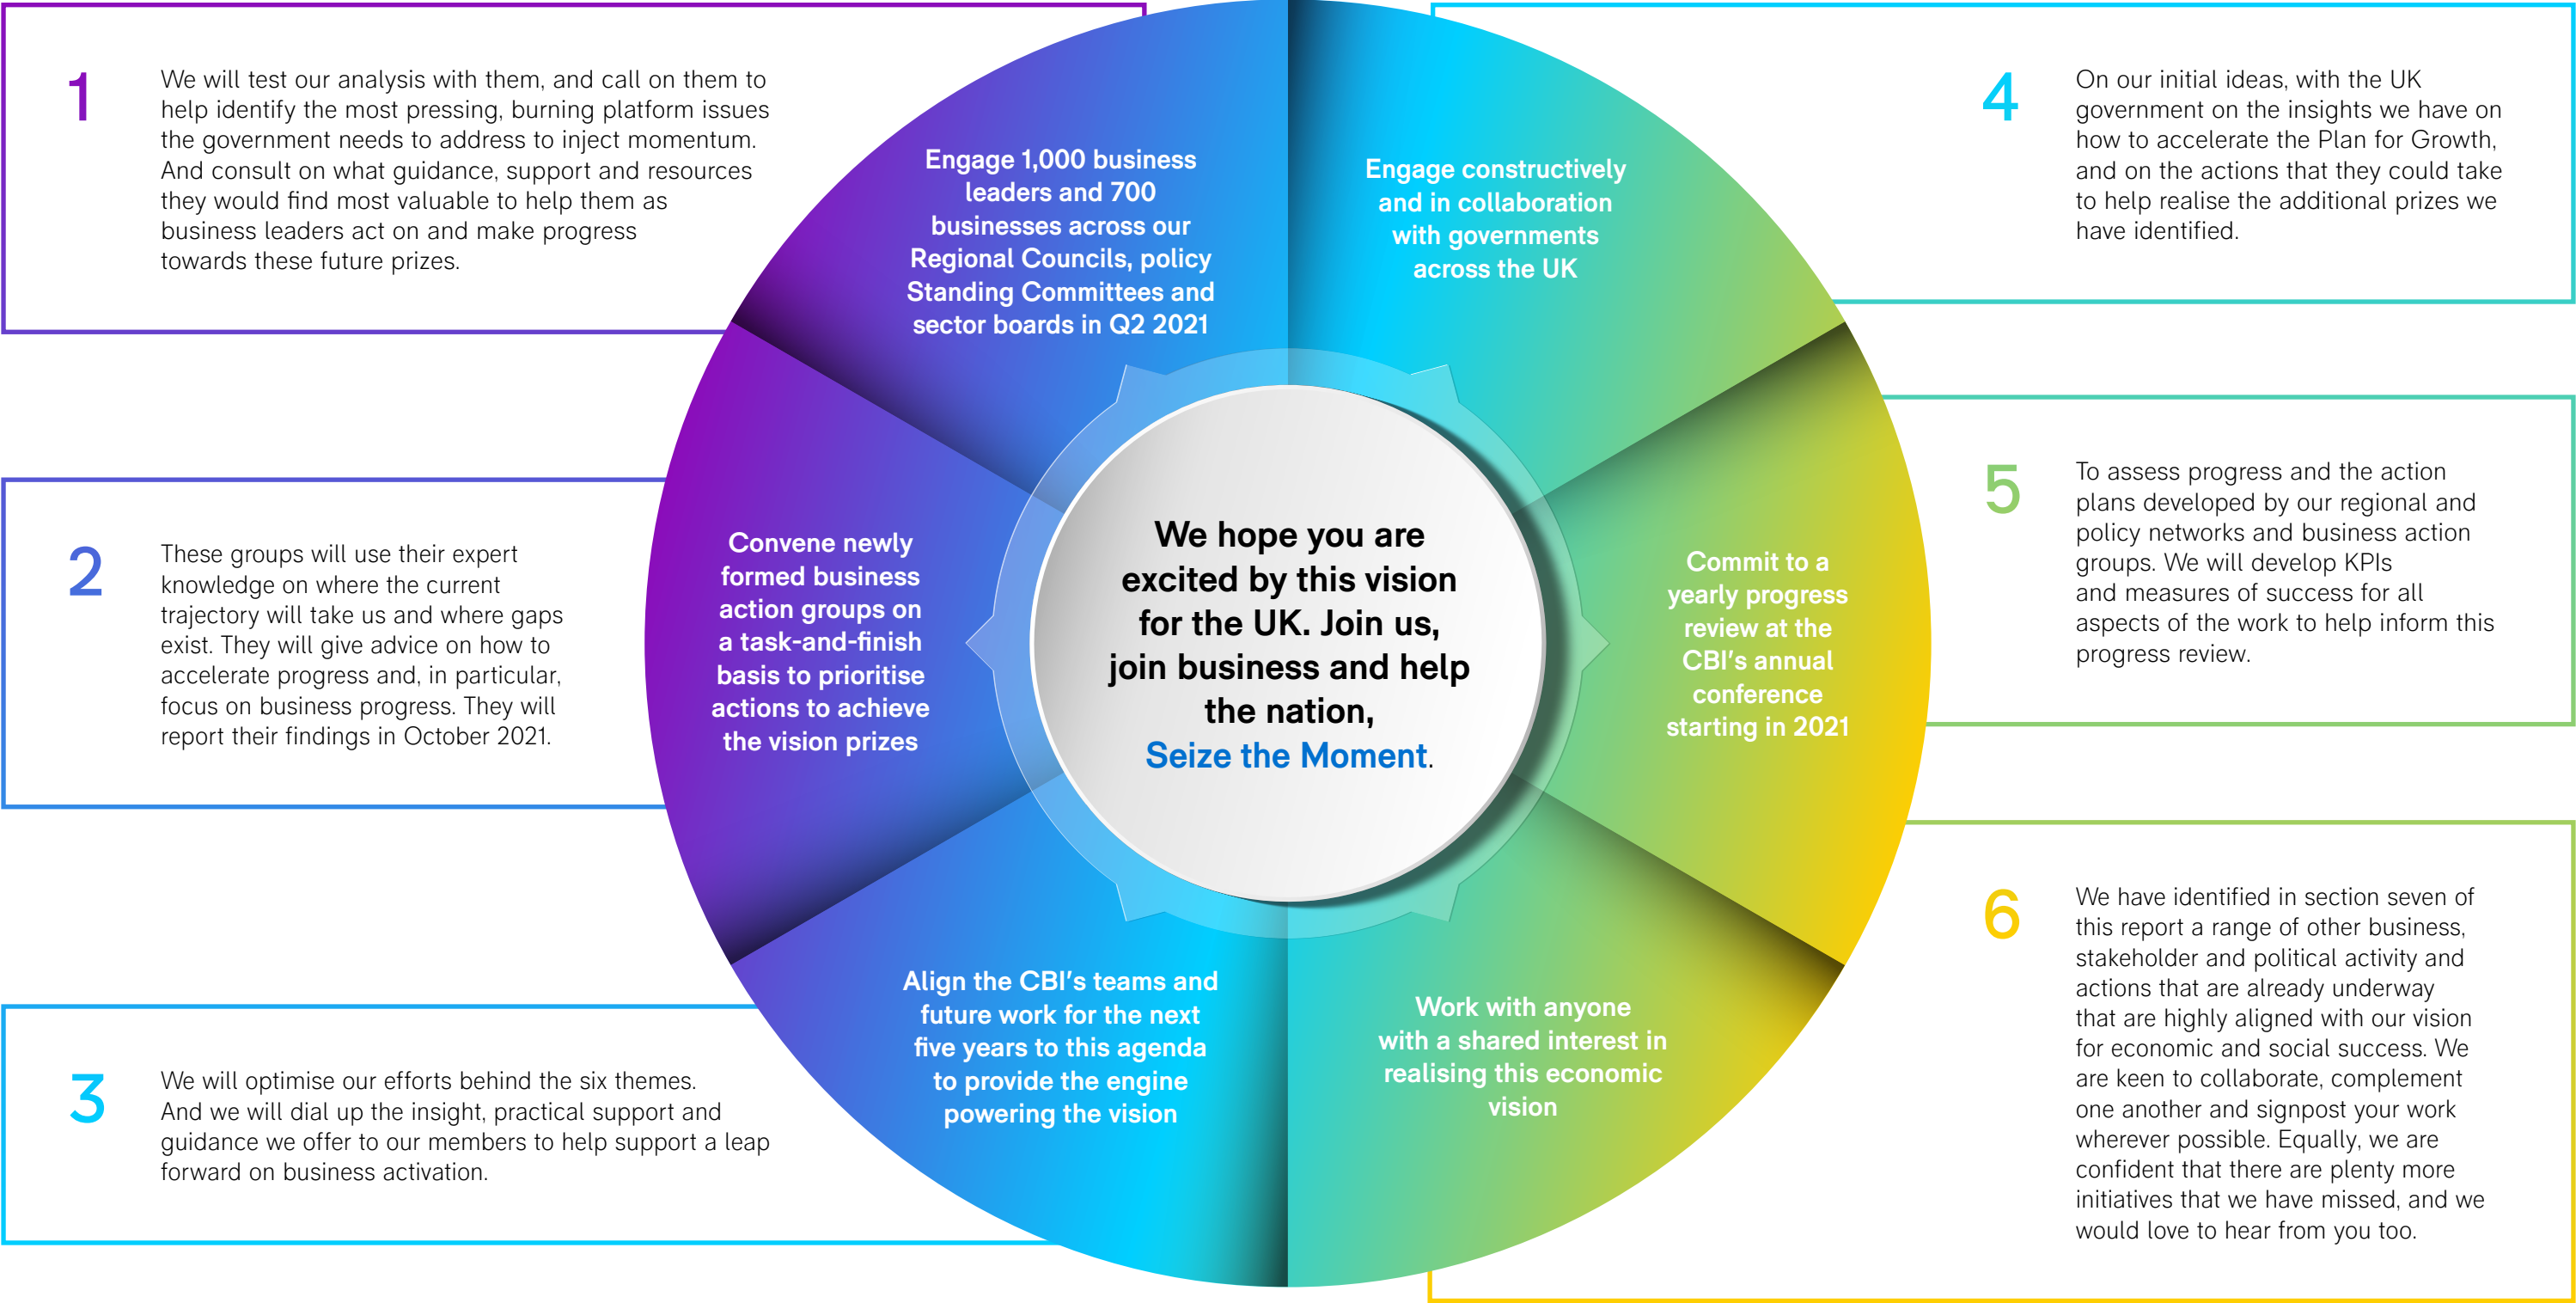 1
We will test our analysis with them, and call on them to
help identify the most pressing, burning platform issues
the government needs to address to inject momentum.
And consult on what guidance, support and resources
they would find most valuable to help them as
business leaders act on and make progress
towards these future prizes.
Engage 1,000 business
leaders and 700
businesses across our
Regional Councils, policy
Standing Committees and
sector boards in Q2 2021
2
These groups will use their expert
knowledge on where the current
trajectory will take us and where gaps
exist. They will give advice on how to
accelerate progress and, in particular,
focus on business progress. They will
report their findings in October 2021.
Convene newly
formed business
action groups on
a task-and-finish
basis to prioritise
actions to achieve
the vision prizes
3
We will optimise our efforts behind the six themes.
And we will dial up the insight, practical support and
guidance we offer to our members to help support a leap
forward on business activation.
Align the CBI's teams and
future work for the next
five years to this agenda
to provide the engine
powering the vision
We hope you are
excited by this vision
for the UK. Join us,
join business and help
the nation,
Seize the Moment.
Engage constructively
and in collaboration
with governments
across the UK
4
On our initial ideas, with the UK
government on the insights we have on
how to accelerate the Plan for Growth,
and on the actions that they could take
to help realise the additional prizes we
have identified.
Commit to a
yearly progress
review at the
CBI's annual
conference
starting in 2021
5
To assess progress and the action
plans developed by our regional and
policy networks and business action
groups. We will develop KPIs
and measures of success for all
aspects of the work to help inform this
progress review.
Work with anyone
with a shared interest in
realising this economic
vision
6
We have identified in section seven of
this report a range of other business,
stakeholder and political activity and
actions that are already underway
that are highly aligned with our vision
for economic and social success. We
are keen to collaborate, complement
one another and signpost your work
wherever possible. Equally, we are
confident that there are plenty more
initiatives that we have missed, and we
would love to hear from you too.